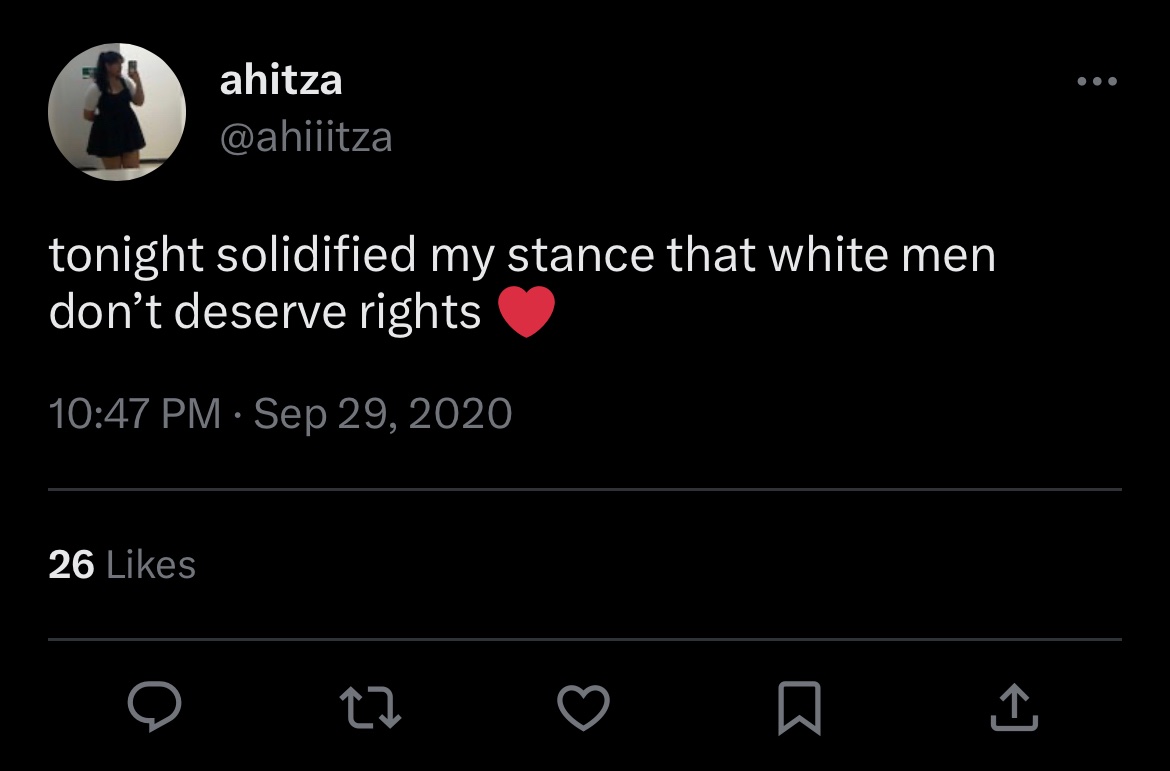 ahitza
@ahiiitza
tonight solidified my stance that white men
don’t deserve rights ❤️
10:47 PM · Sep 29, 2020
26 Likes